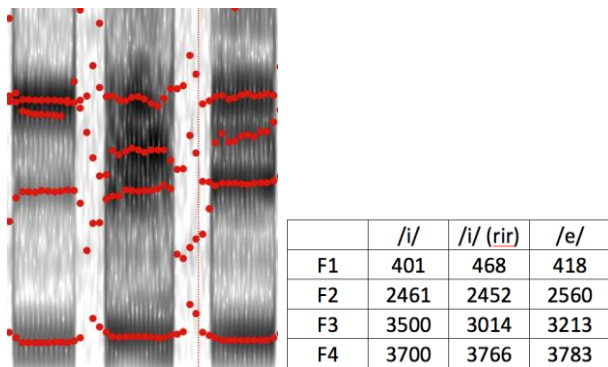 /i/ /i/ (rir) /e/
F1 401 468 418
F2 2461 2452 2560
F3 3500 3014 3213
F4 3700 3766 3783